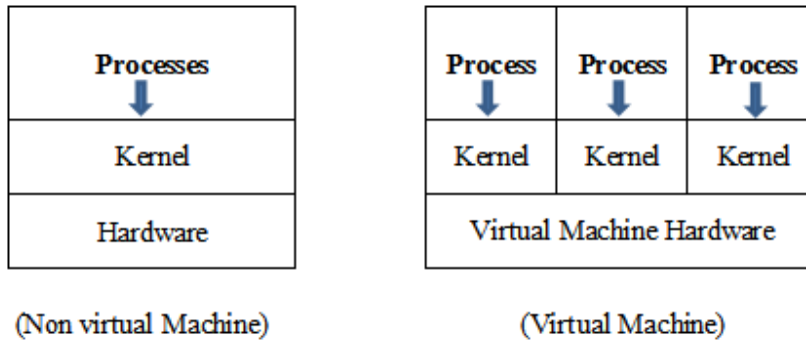 Processes
Kernel
Hardware
(Non virtual Machine)
Process Process Process
Kernel Kernel Kernel
Virtual Machine Hardware
(Virtual Machine)